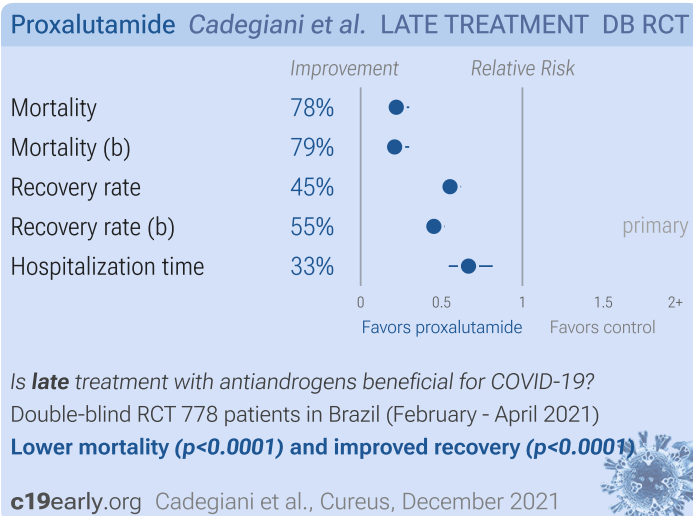 Proxalutamide Cadegiani et al. LATE TREATMENT DB RCT
Improvement Relative Risk
Mortality 78%
Mortality (b) 79%
Recovery rate 45%
Recovery rate (b) 55% primary
Hospitalization time 33%
0 0.5 1 1.5 2+
Favors proxalutamide Favors control
Is late treatment with antiandrogens beneficial for COVID-19?
Double-blind RCT 778 patients in Brazil (February - April 2021)
Lower mortality (p<0.0001) and improved recovery (p<0.0001)
c19early.org Cadegiani et al., Cureus, December 2021